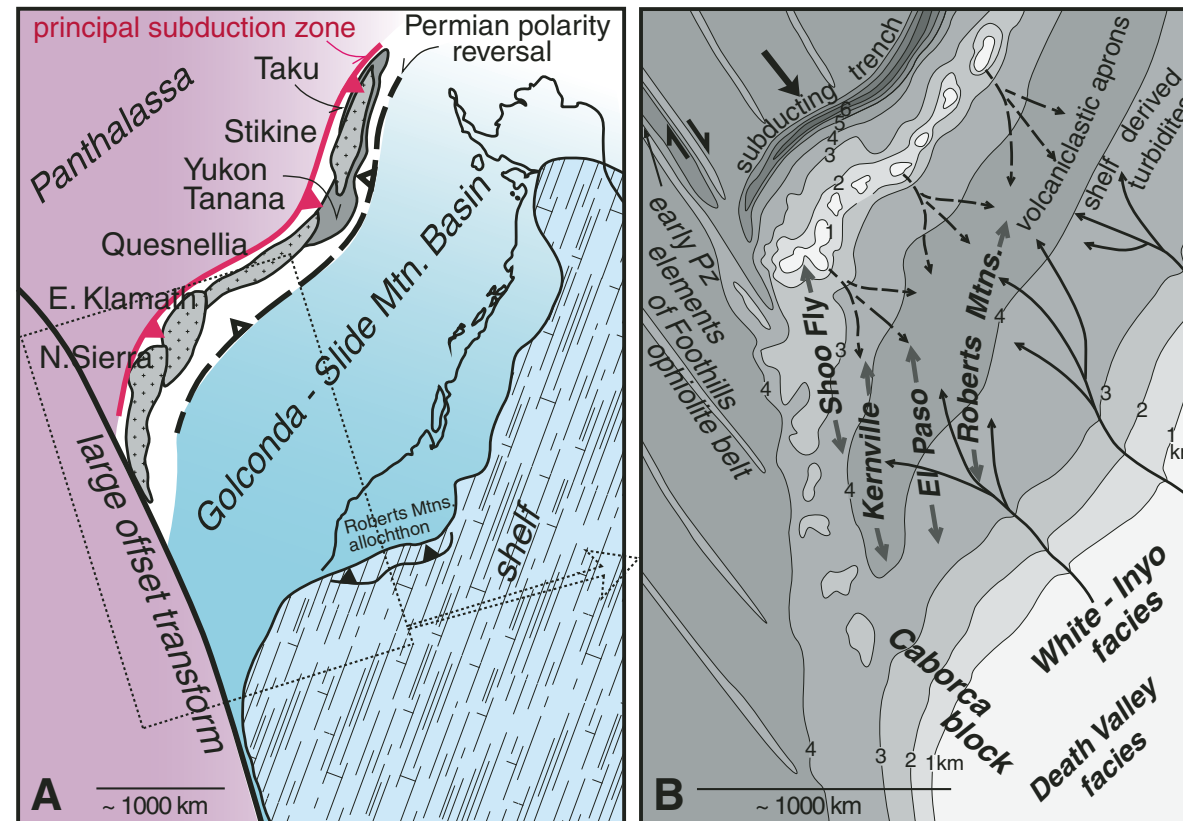 principal subduction zone
Permian polarity
reversal
Taku
Panthalassa
Stikine
Yukon
Tanana
Quesnellia
E. Klamath
N.Sierra
Golconda - Slide Mtn. Basin
Roberts Mtns.
allochthon
shelf
large offset transform
A
~ 1000 km
subducting trench
6
5
4
3
2
1
volcaniclastic aprons
shelf derived
turbidites
early PZ
elements
of Foothills
ophiolite belt
Shoo Fly
Kernville
El Paso
Roberts Mtns.
4
3
4
4
4
3
2
1
km
White - Inyo
facies
Caborca
block
Death Valley
facies
4
3
2
1km
B
~ 1000 km